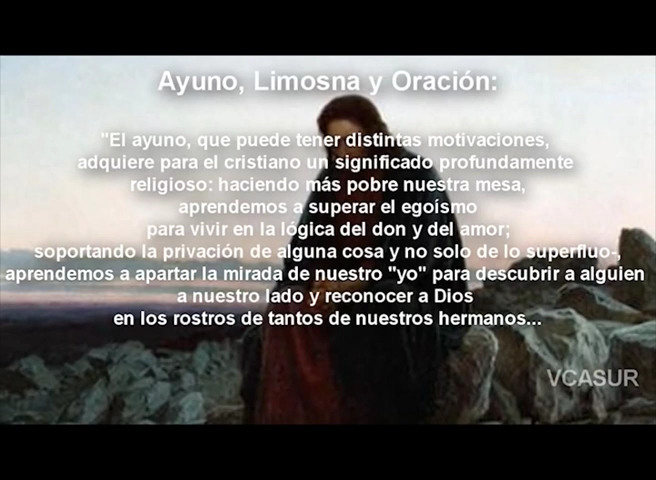 Ayuno, Limosna y Oración:
"El ayuno, que puede tener distintas motivaciones,
adquiere para el cristiano un significado profundamente
religioso: haciendo más pobre nuestra mesa,
aprendemos a superar el egoísmo
para vivir en la lógica del don y del amor;
soportando la privación de alguna cosa y no solo de lo superfluo-,
aprendemos a apartar la mirada de nuestro "yo" para descubrir a alguien
a nuestro lado y reconocer a Dios
en los rostros de tantos de nuestros hermanos...
VCASUR